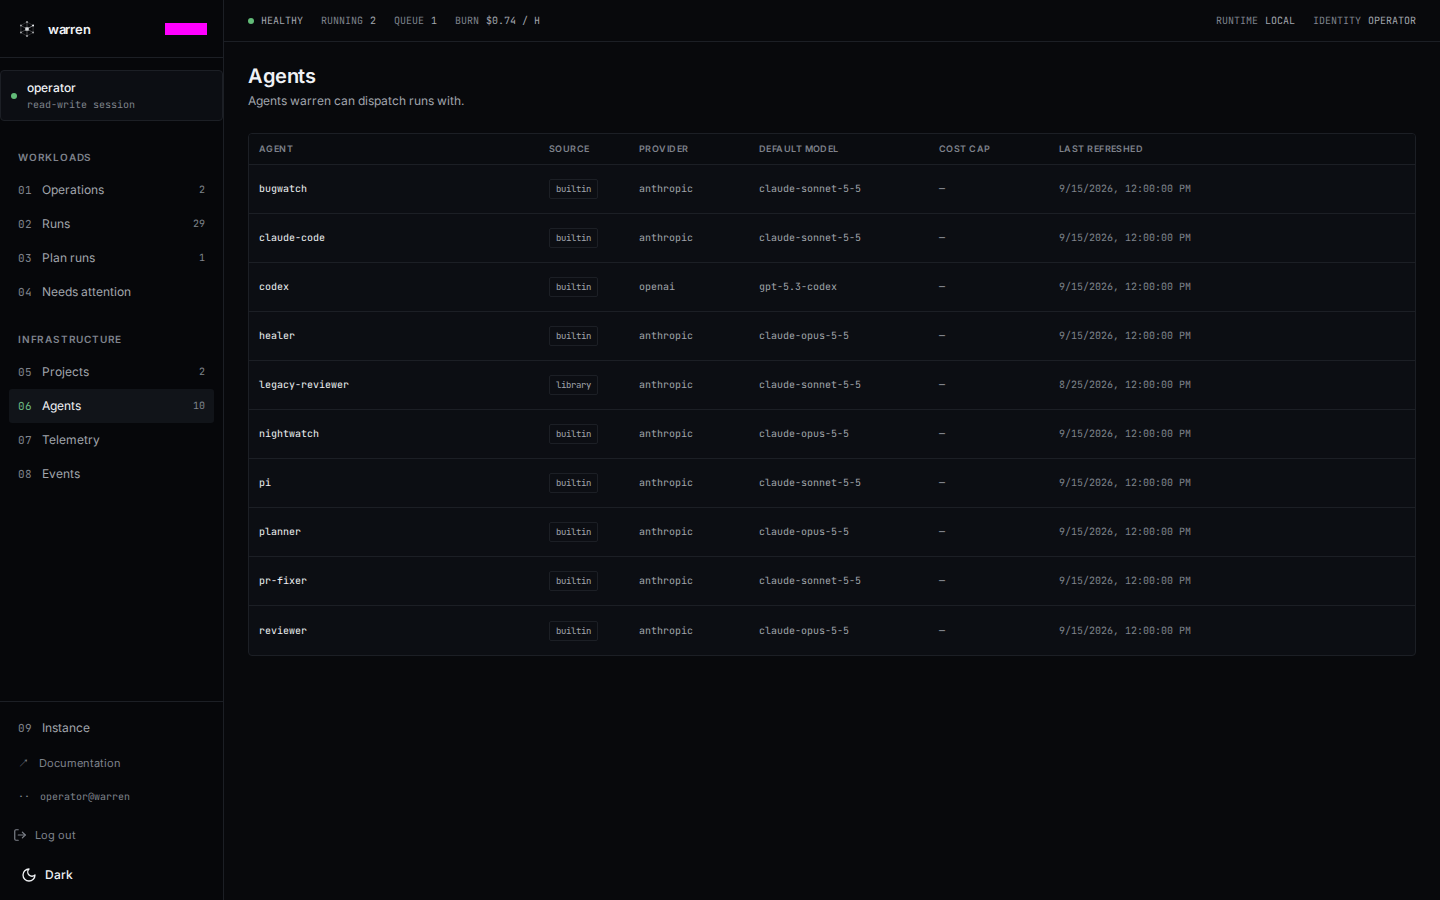 warren
operator
read-write session
WORKLOADS
01 Operations 2
02 Runs 29
03 Plan runs 1
04 Needs attention
INFRASTRUCTURE
05 Projects 2
06 Agents 10
07 Telemetry
08 Events
09 Instance
Documentation
operator@warren
Log out
Dark
HEALTHY RUNNING 2 QUEUE 1 BURN $0.74 / H RUNTIME LOCAL IDENTITY OPERATOR
Agents
Agents warren can dispatch runs with.
AGENT SOURCE PROVIDER DEFAULT MODEL COST CAP LAST REFRESHED
bugwatch builtin anthropic claude-sonnet-5-5 — 9/15/2026, 12:00:00 PM
claude-code builtin anthropic claude-sonnet-5-5 — 9/15/2026, 12:00:00 PM
codex builtin openai gpt-5.3-codex — 9/15/2026, 12:00:00 PM
healer builtin anthropic claude-opus-5-5 — 9/15/2026, 12:00:00 PM
legacy-reviewer library anthropic claude-sonnet-5-5 — 8/25/2026, 12:00:00 PM
nightwatch builtin anthropic claude-opus-5-5 — 9/15/2026, 12:00:00 PM
pi builtin anthropic claude-sonnet-5-5 — 9/15/2026, 12:00:00 PM
planner builtin anthropic claude-opus-5-5 — 9/15/2026, 12:00:00 PM
pr-fixer builtin anthropic claude-sonnet-5-5 — 9/15/2026, 12:00:00 PM
reviewer builtin anthropic claude-opus-5-5 — 9/15/2026, 12:00:00 PM